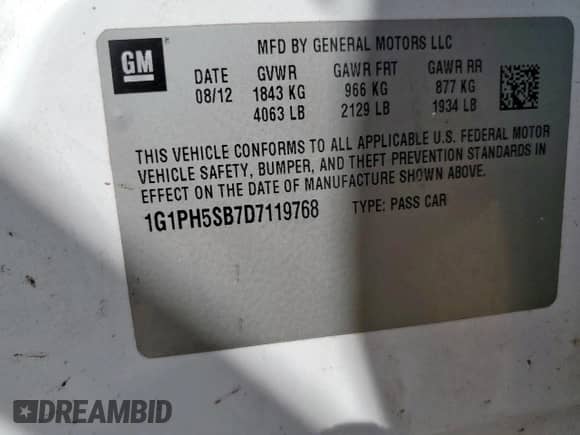 GM
MFD BY GENERAL MOTORS LLC
DATE GVWR GAWR FRT GAWR RR
08/12 1843 KG 966 KG 877 KG
4063 LB 2129 LB 1934 LB
THIS VEHICLE CONFORMS TO ALL APPLICABLE U.S. FEDERAL MOTOR
VEHICLE SAFETY, BUMPER, AND THEFT PREVENTION STANDARDS IN
EFFECT ON THE DATE OF MANUFACTURE SHOWN ABOVE.
1G1PH5SB7D7119768 TYPE: PASS CAR
DREAMBID